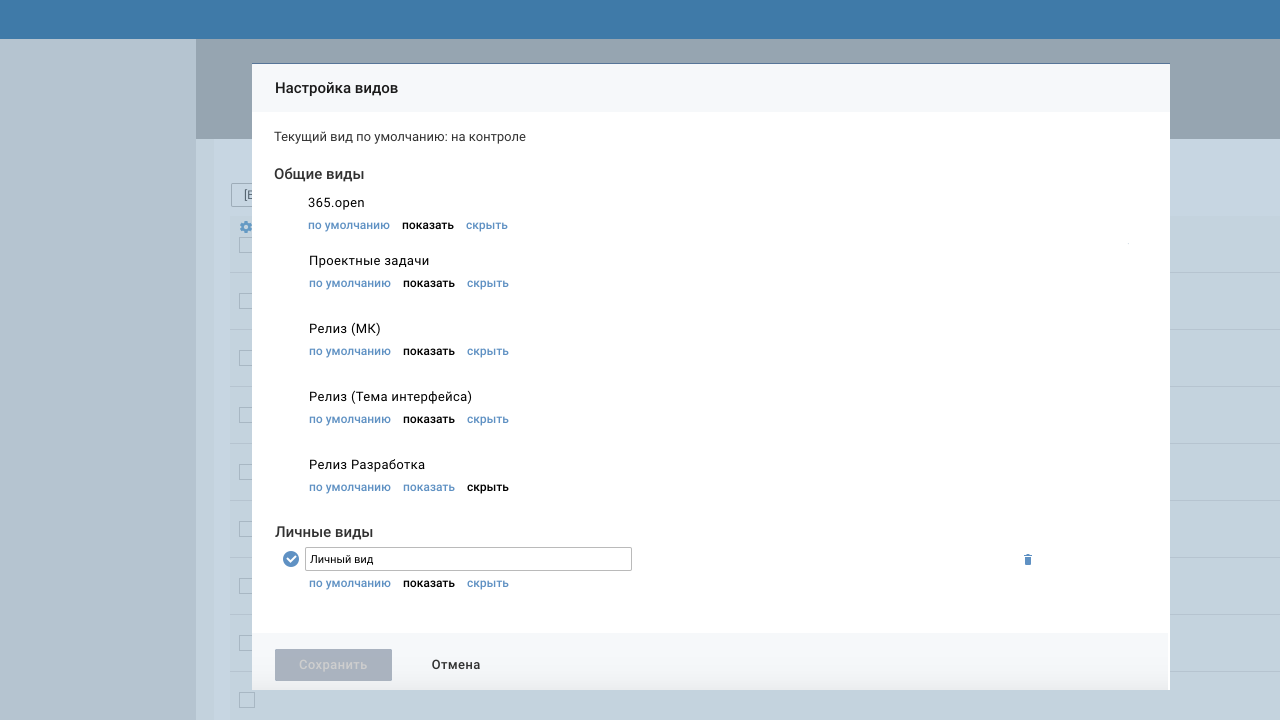 Настройка видов
Текущий вид по умолчанию: на контроле
Общие виды
365.open
по умолчанию показать скрыть
Проектные задачи
по умолчанию показать скрыть
Релиз (МК)
по умолчанию показать скрыть
Релиз (Тема интерфейса)
по умолчанию показать скрыть
Релиз Разработка
по умолчанию показать скрыть
Личные виды
Личный вид
по умолчанию показать скрыть
Сохранить Отмена